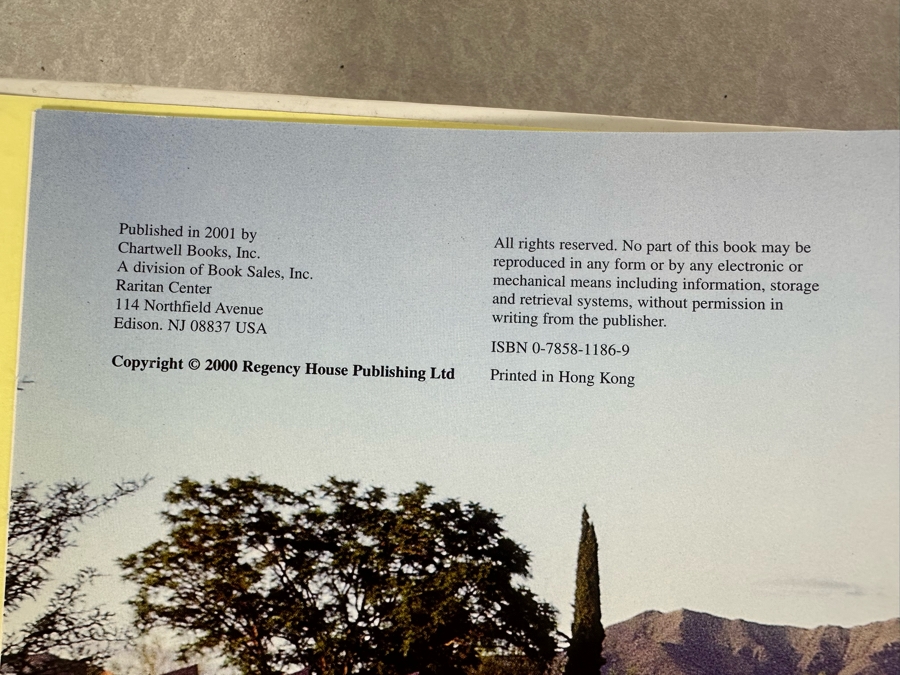 Published in 2001 by
Chartwell Books, Inc.
A division of Book Sales, Inc.
Raritan Center
114 Northfield Avenue
Edison. NJ 08837 USA
Copyright © 2000 Regency House Publishing Ltd
All rights reserved. No part of this book may be
reproduced in any form or by any electronic or
mechanical means including information, storage
and retrieval systems, without permission in
writing from the publisher.
ISBN 0-7858-1186-9
Printed in Hong Kong